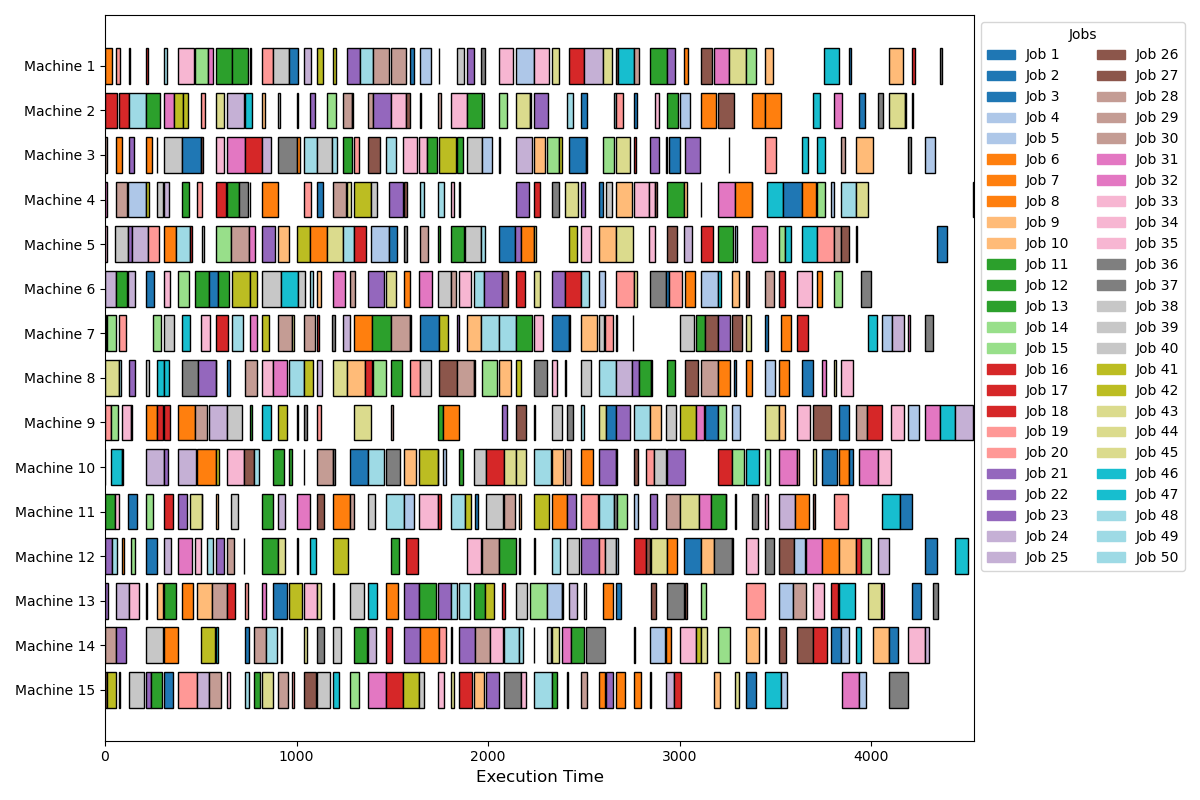 Machine 1
Machine 2
Machine 3
Machine 4
Machine 5
Machine 6
Machine 7
Machine 8
Machine 9
Machine 10
Machine 11
Machine 12
Machine 13
Machine 14
Machine 15
0 1000 2000 3000 4000
Execution Time
Jobs
Job 1 Job 26
Job 2 Job 27
Job 3 Job 28
Job 4 Job 29
Job 5 Job 30
Job 6 Job 31
Job 7 Job 32
Job 8 Job 33
Job 9 Job 34
Job 10 Job 35
Job 11 Job 36
Job 12 Job 37
Job 13 Job 38
Job 14 Job 39
Job 15 Job 40
Job 16 Job 41
Job 17 Job 42
Job 18 Job 43
Job 19 Job 44
Job 20 Job 45
Job 21 Job 46
Job 22 Job 47
Job 23 Job 48
Job 24 Job 49
Job 25 Job 50